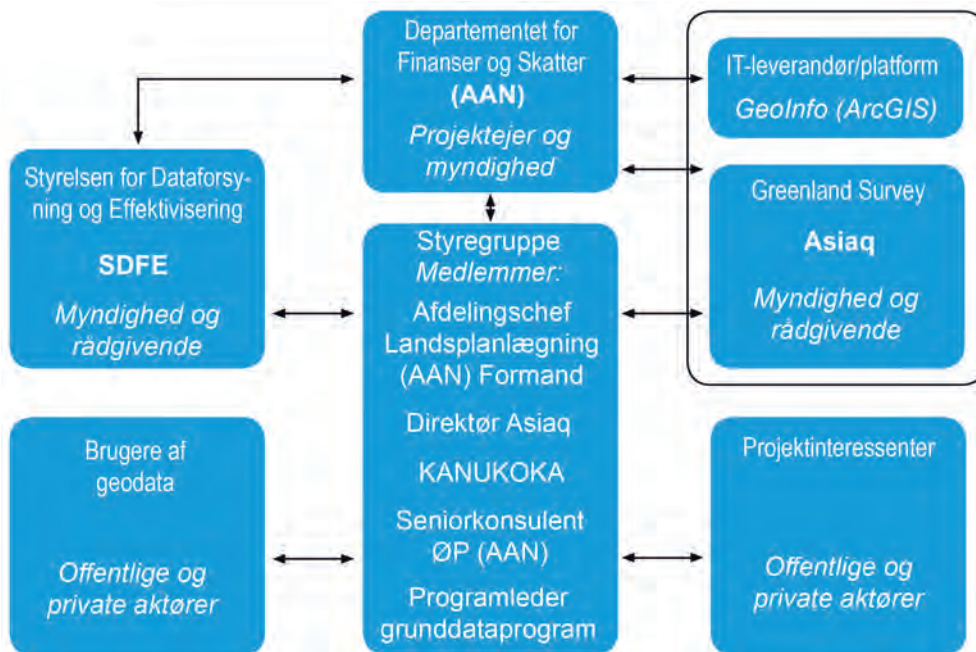 Departementet for
Finanser og Skatter
(AAN)
Projektejer og
myndighed
IT-leverandør/platform
GeoInfo (ArcGIS)
Styrelsen for Dataforsy-
ning og Effektivisering
SDFE
Myndighed og
rådgivende
Styregruppe
Medlemmer:
Afdelingschef
Landsplanlægning
(AAN) Formand
Direktør Asiaq
KANUKOKA
Seniorkonsulent
ØP (AAN)
Programleder
grunddataprogram
Greenland Survey
Asiaq
Myndighed og
rådgivende
Brugere af
geodata
Offentlige og
private aktører
Projektinteressenter
Offentlige og
private aktører